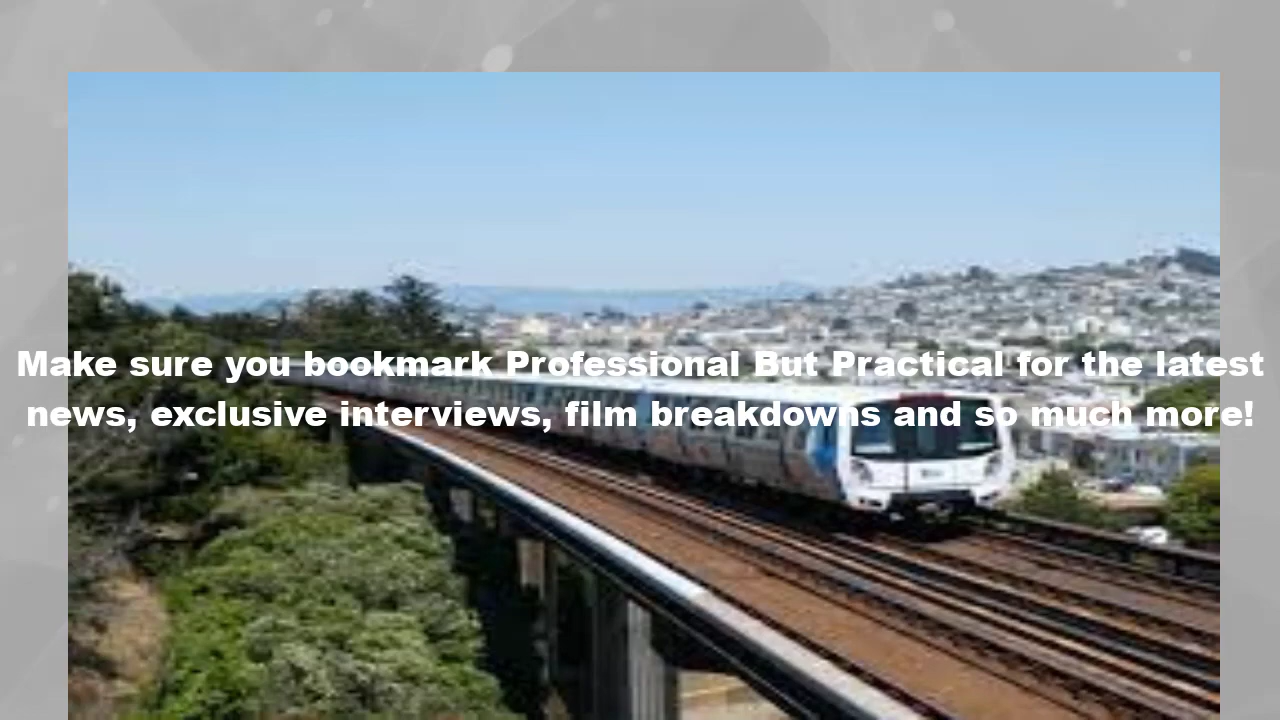 Make sure you bookmark Professional But Practical for the latest
news, exclusive interviews, film breakdowns and so much more!